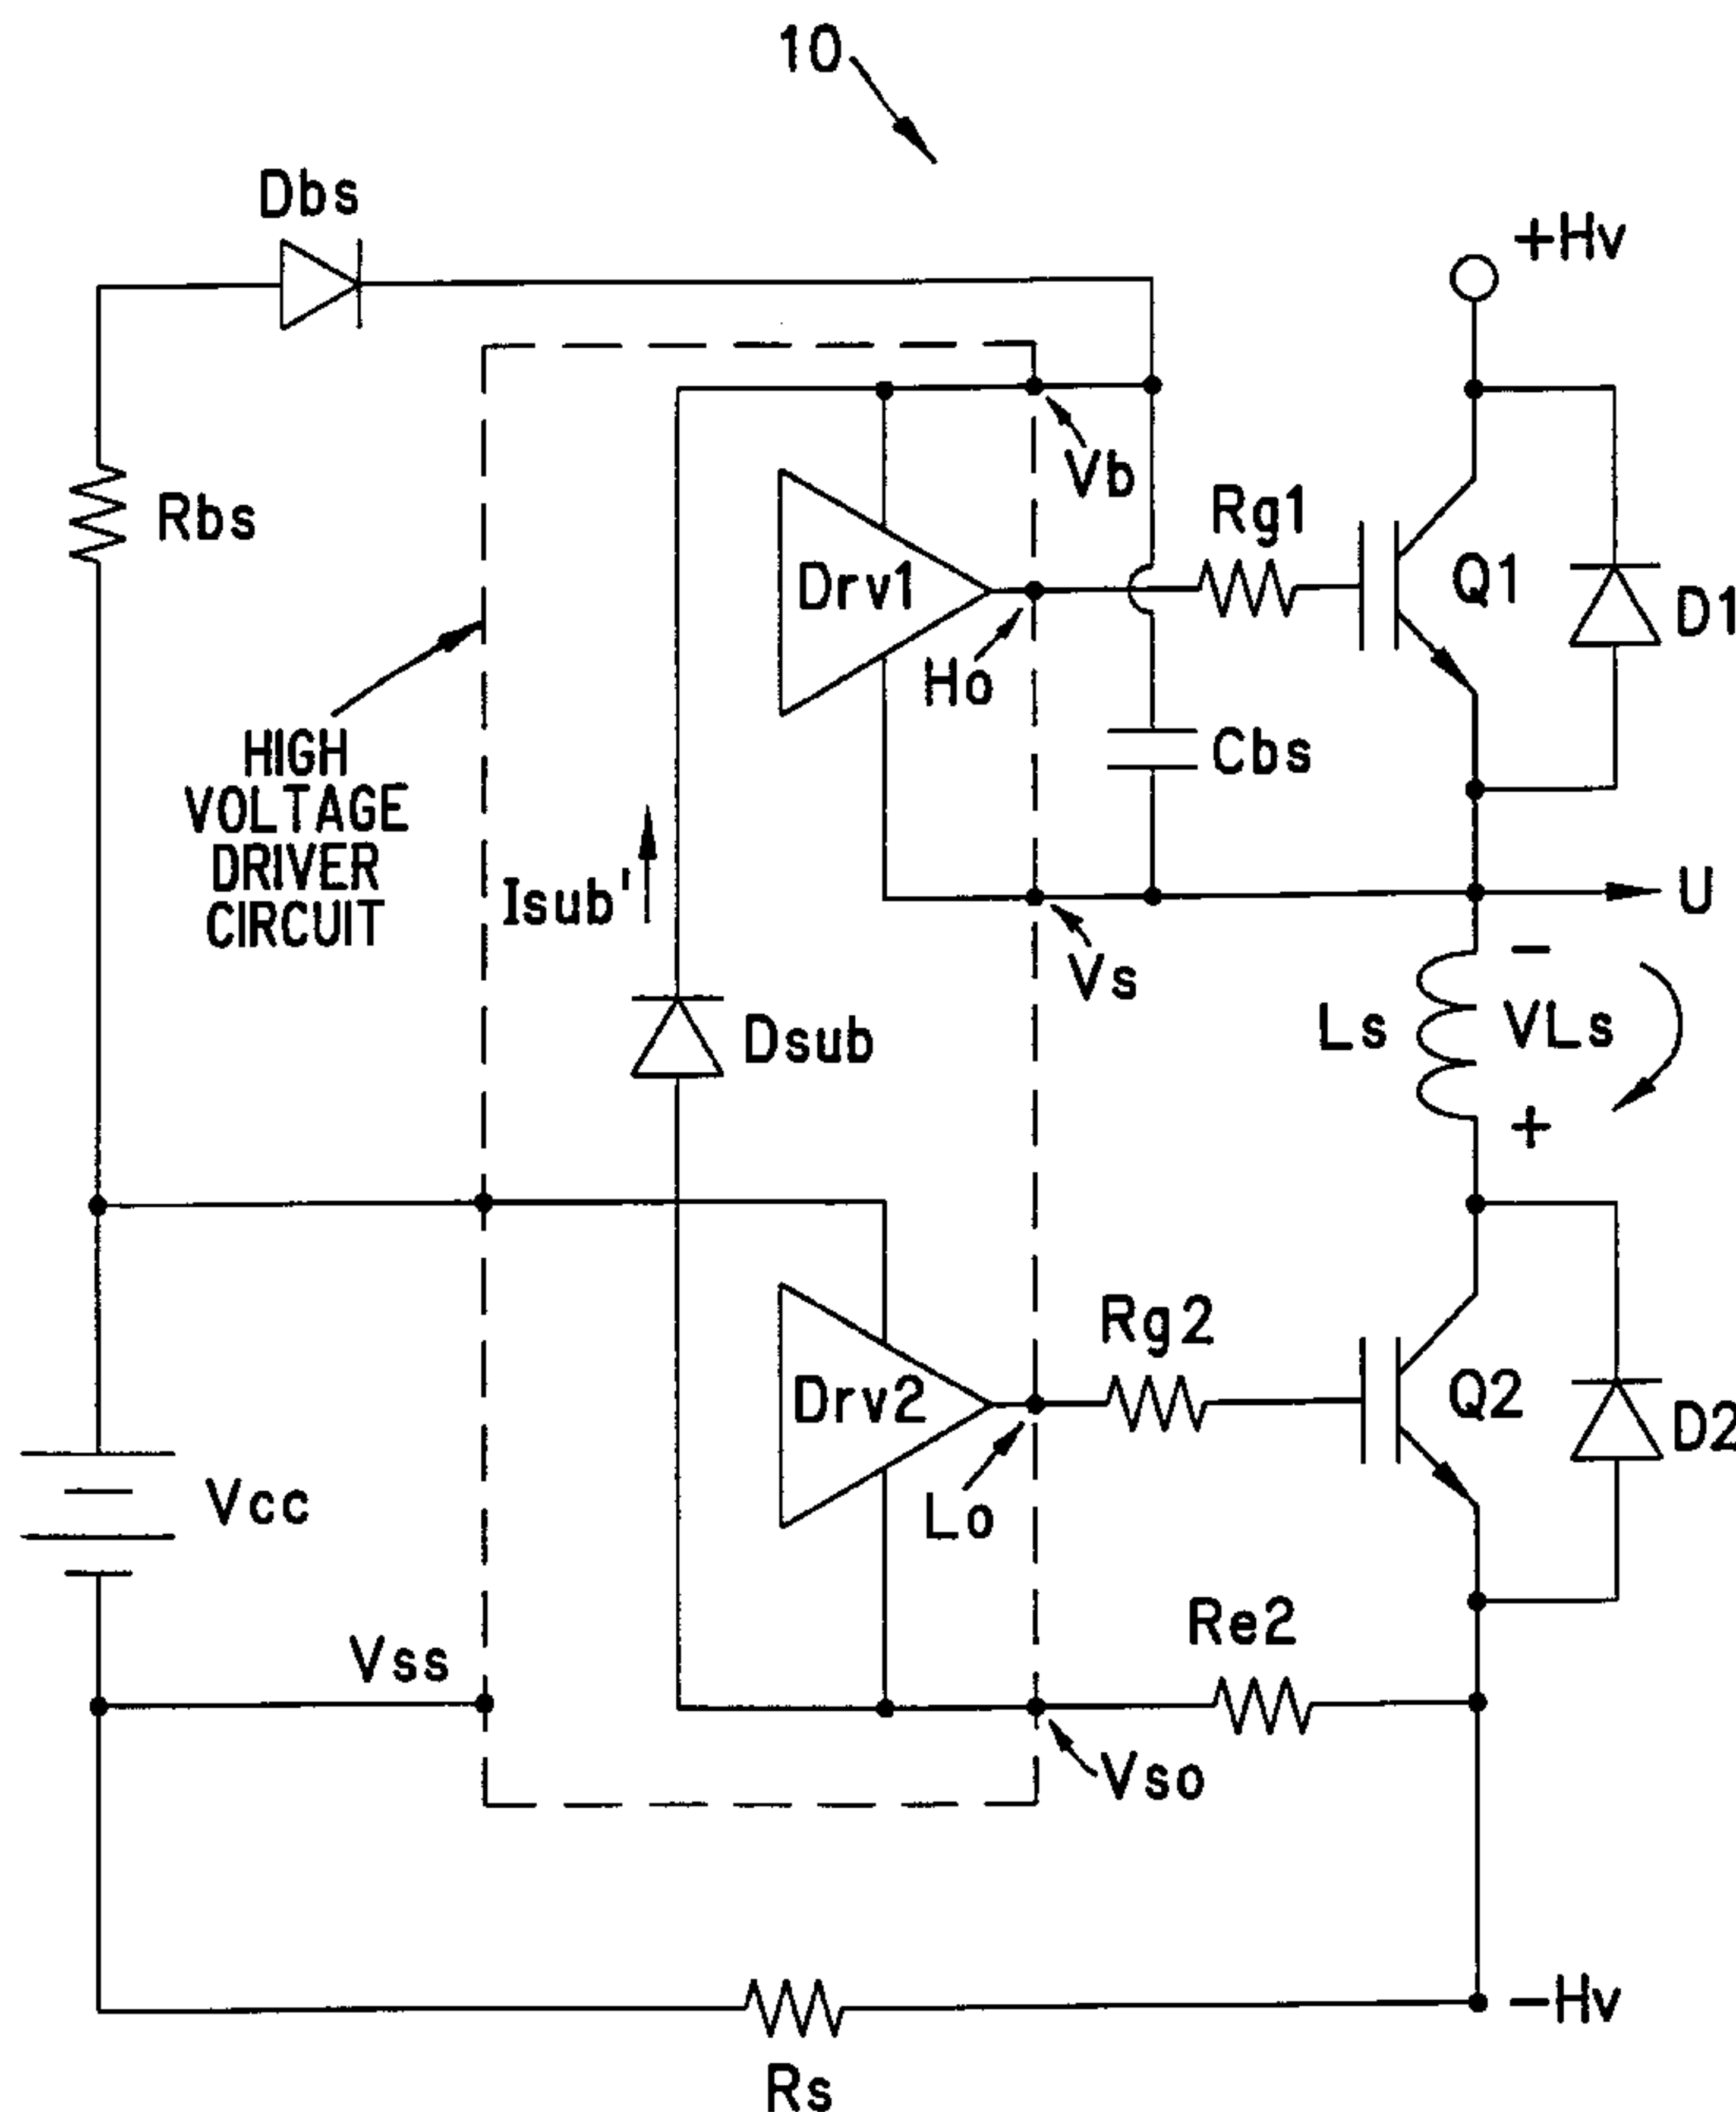 10
Dbs
+Hv
Vb
Rbs
Rg1
Drv1
Q1
D1
Ho
HIGH
VOLTAGE
DRIVER
CIRCUIT
Cbs
Isub'
U
Vs
−
Ls
VLs
Dsub
+
Rg2
Drv2
Q2
D2
Vcc
Lo
Re2
Vss
Vso
−Hv
Rs